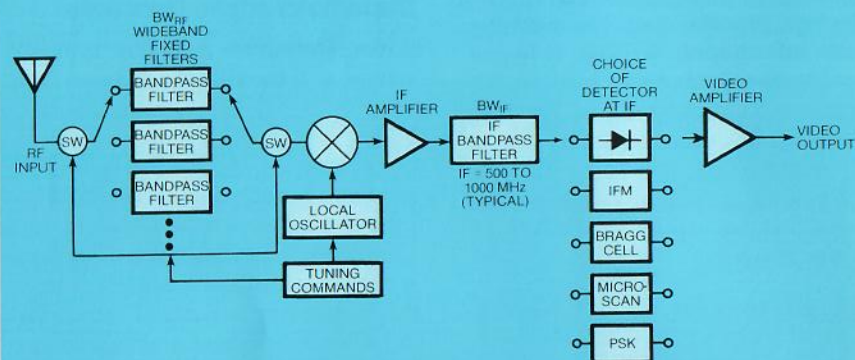 BWRF
WIDEBAND
FIXED
FILTERS
BANDPASS
FILTER
BANDPASS
FILTER
BANDPASS
FILTER
RF
INPUT
SW
SW
LOCAL
OSCILLATOR
TUNING
COMMANDS
IF
AMPLIFIER
BWIF
IF
BANDPASS
FILTER
IF = 500 TO
1000 MHz
(TYPICAL)
CHOICE
OF
DETECTOR
AT IF
IFM
BRAGG
CELL
MICRO-
SCAN
PSK
VIDEO
AMPLIFIER
VIDEO
OUTPUT